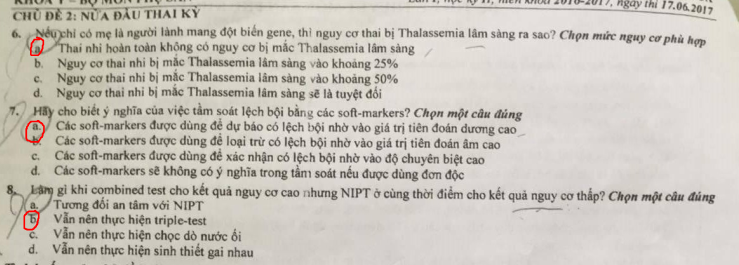 CHỦ ĐỀ 2: NỬA ĐẦU THAI KỲ
2016-2017, ngày thi 17.06.2017
6. Nếu chỉ có mẹ là người lành mang đột biến gene, thì nguy cơ thai bị Thalassemia lâm sàng ra sao? Chọn mức nguy cơ phù hợp
a. Thai nhi hoàn toàn không có nguy cơ bị mắc Thalassemia lâm sàng
b. Nguy cơ thai nhi bị mắc Thalassemia lâm sàng vào khoảng 25%
c. Nguy cơ thai nhi bị mắc Thalassemia lâm sàng vào khoảng 50%
d. Nguy cơ thai nhi bị mắc Thalassemia lâm sàng sẽ là tuyệt đối
7. Hãy cho biết ý nghĩa của việc tầm soát lệch bội bằng các soft-markers? Chọn một câu đúng
a. Các soft-markers được dùng để dự báo có lệch bội nhờ vào giá trị tiên đoán dương cao
b. Các soft-markers được dùng để loại trừ có lệch bội nhờ vào giá trị tiên đoán âm cao
c. Các soft-markers được dùng để xác nhận có lệch bội nhờ vào độ chuyên biệt cao
d. Các soft-markers sẽ không có ý nghĩa trong tầm soát nếu được dùng đơn độc
8. Làm gì khi combined test cho kết quả nguy cơ cao nhưng NIPT ở cùng thời điểm cho kết quả nguy cơ thấp? Chọn một câu đúng
a. Tương đối an tâm với NIPT
b. Vẫn nên thực hiện triple-test
c. Vẫn nên thực hiện chọc dò nước ối
d. Vẫn nên thực hiện sinh thiết gai nhau